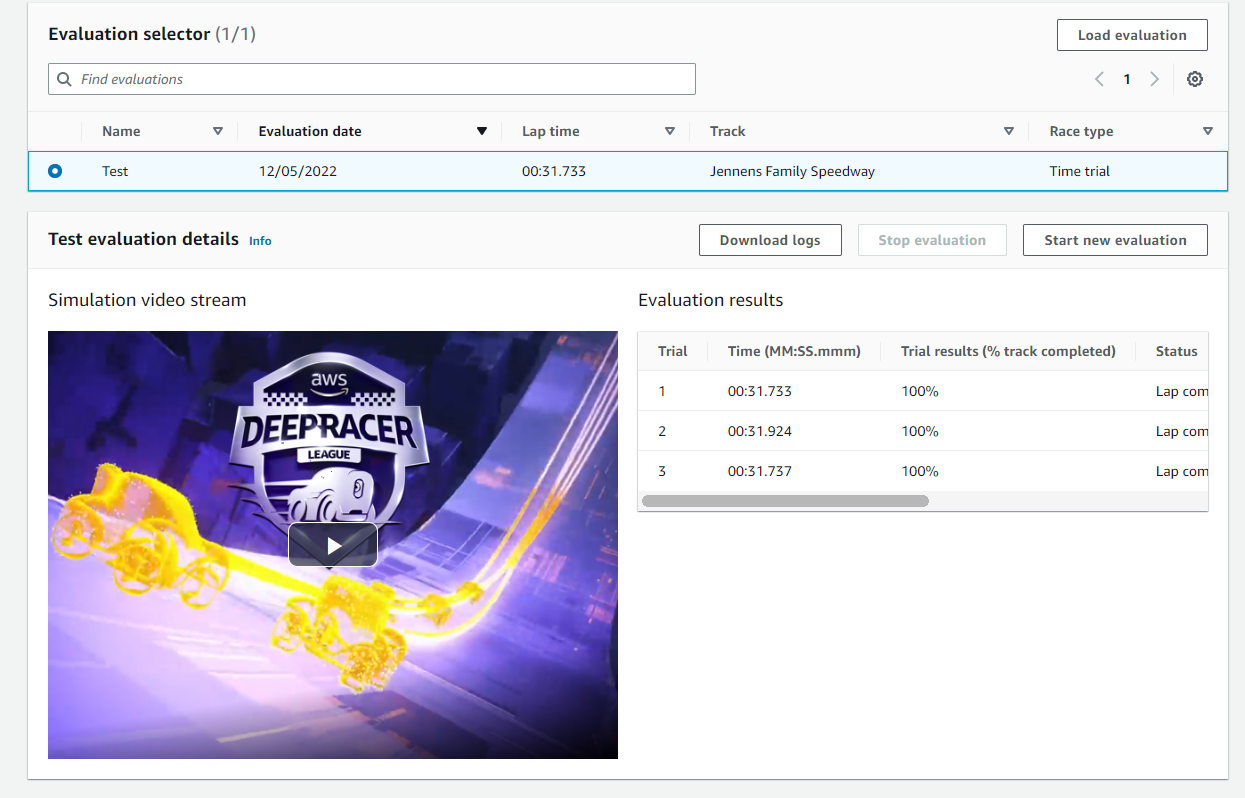 Evaluation selector (1/1)
Load evaluation
Find evaluations
1
Name Evaluation date Lap time Track Race type
Test 12/05/2022 00:31.733 Jennens Family Speedway Time trial
Test evaluation details Info
Download logs Stop evaluation Start new evaluation
Simulation video stream
aws
DEEPRACER
LEAGUE
Evaluation results
Trial Time (MM:SS.mmm) Trial results (% track completed) Status
1 00:31.733 100% Lap com
2 00:31.924 100% Lap com
3 00:31.737 100% Lap com